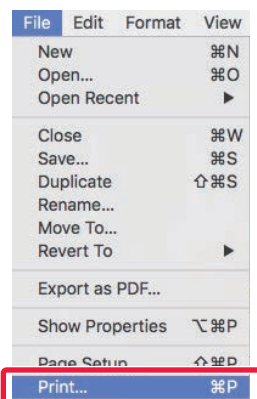 File Edit Format View
New ⌘N
Open... ⌘O
Open Recent ▶
Close ⌘W
Save... ⌘S
Duplicate ⇧⌘S
Rename...
Move To...
Revert To ▶
Export as PDF...
Show Properties ⌥⌘P
Page Setup ⇧⌘P
Print... ⌘P